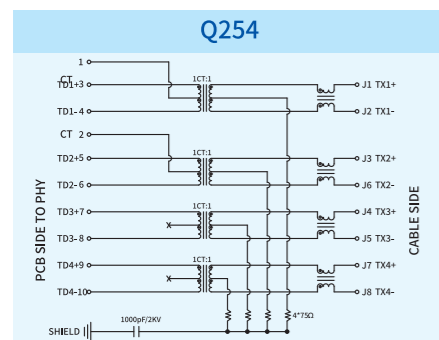 Q254
1
CT
TD1+3
1CT:1
J1 TX1+
TD1-4
J2 TX1-
CT 2
TD2+5
1CT:1
J3 TX2+
TD2-6
J6 TX2-
TD3+7
1CT:1
J4 TX3+
TD3-8
J5 TX3-
TD4+9
1CT:1
J7 TX4+
TD4-10
J8 TX4-
PCB SIDE TO PHY
CABLE SIDE
1000pF/2KV
4*75Ω
SHIELD